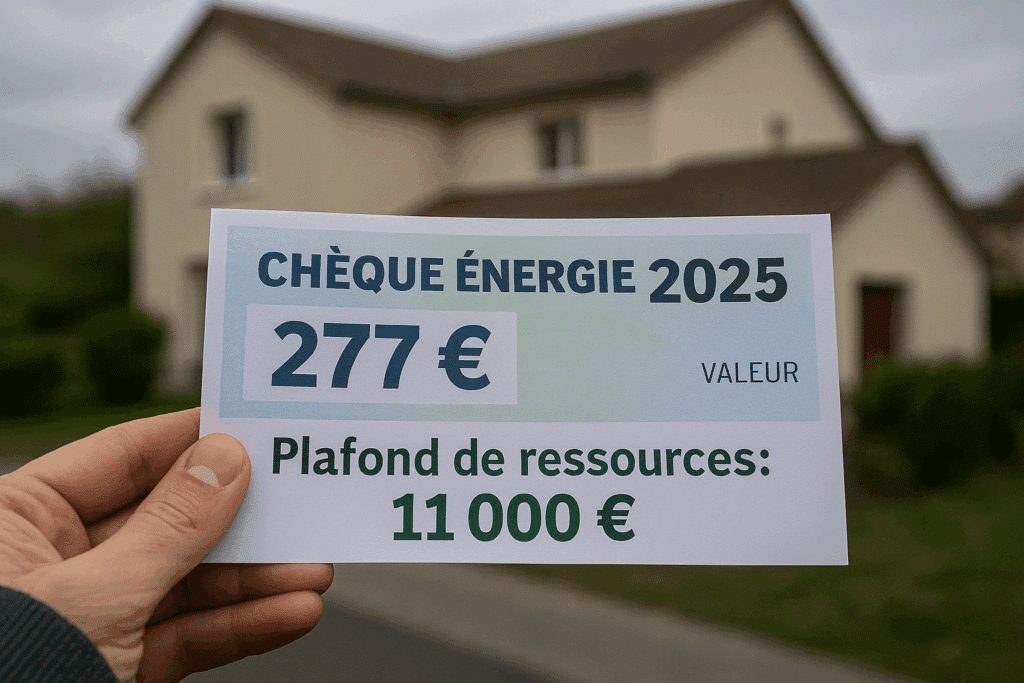 CHÈQUE ÉNERGIE 2025
277 €
VALEUR
Plafond de ressources:
11 000 €